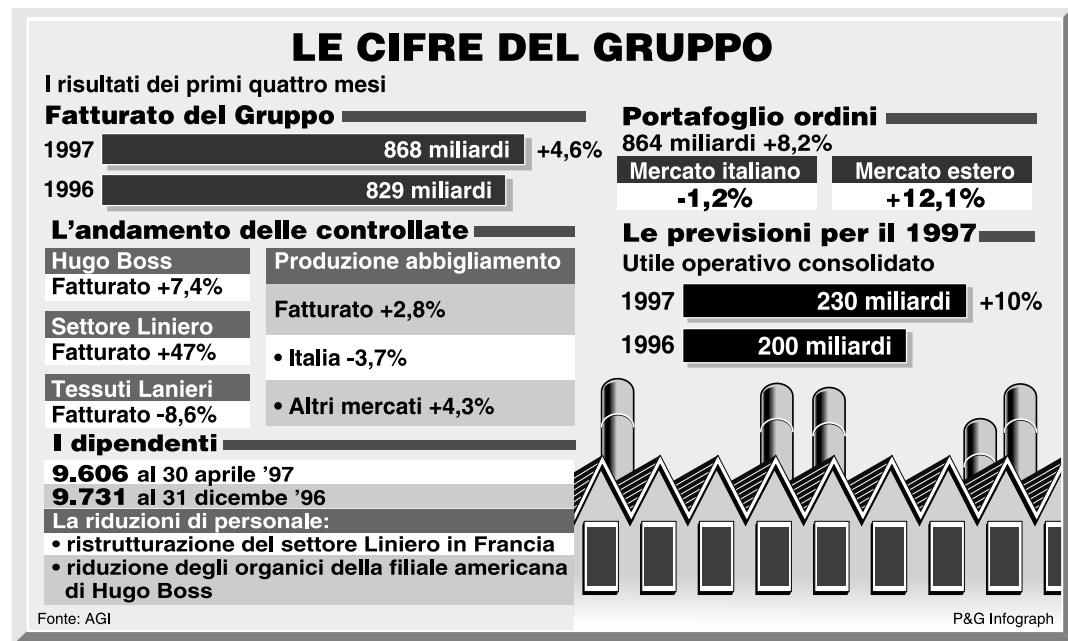 LE CIFRE DEL GRUPPO
I risultati dei primi quattro mesi
Fatturato del Gruppo
1997 868 miliardi +4,6%
1996 829 miliardi
L'andamento delle controllate
Hugo Boss
Fatturato +7,4%
Settore Liniero
Fatturato +47%
Tessuti Lanieri
Fatturato -8,6%
Produzione abbigliamento
Fatturato +2,8%
• Italia -3,7%
• Altri mercati +4,3%
I dipendenti
9.606 al 30 aprile '97
9.731 al 31 dicembe '96
La riduzioni di personale:
• ristrutturazione del settore Liniero in Francia
• riduzione degli organici della filiale americana
di Hugo Boss
Portafoglio ordini
864 miliardi +8,2%
Mercato italiano
-1,2%
Mercato estero
+12,1%
Le previsioni per il 1997
Utile operativo consolidato
1997 230 miliardi +10%
1996 200 miliardi
Fonte: AGI
P&G Infograph